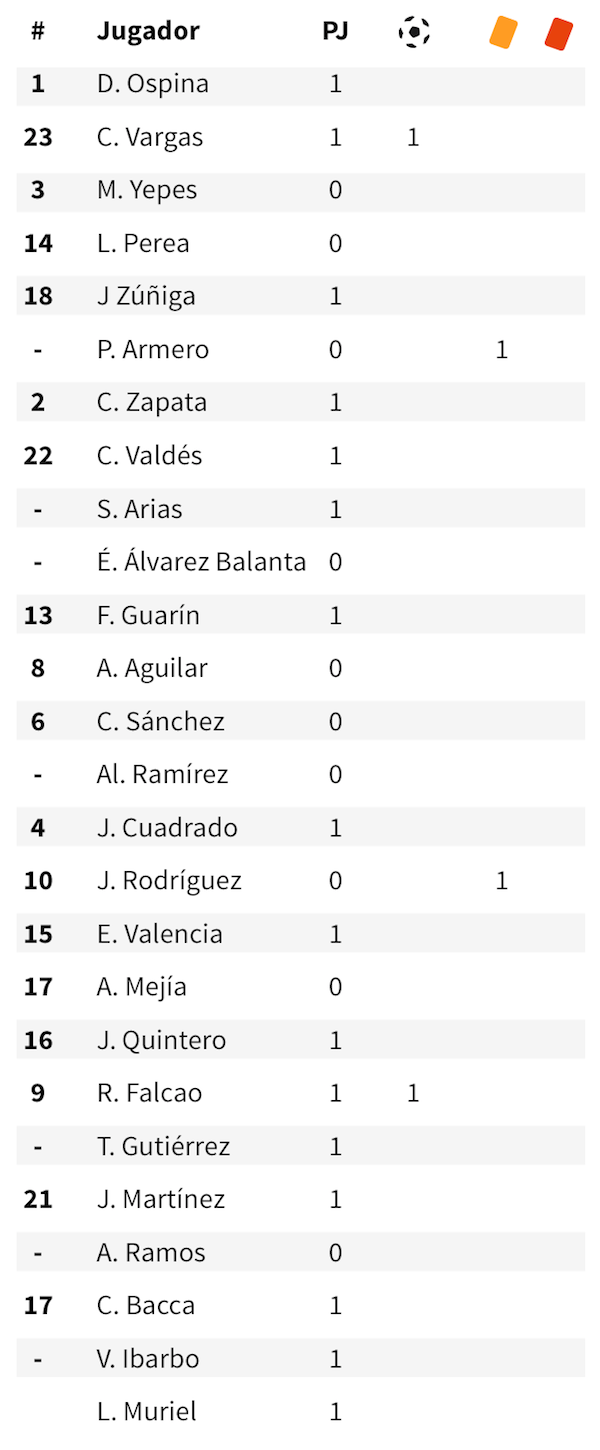 # Jugador PJ
1 D. Ospina 1
23 C. Vargas 1 1
3 M. Yepes 0
14 L. Perea 0
18 J Zúñiga 1
- P. Armero 0 1
2 C. Zapata 1
22 C. Valdés 1
- S. Arias 1
- É. Álvarez Balanta 0
13 F. Guarín 1
8 A. Aguilar 0
6 C. Sánchez 0
- Al. Ramírez 0
4 J. Cuadrado 1
10 J. Rodríguez 0 1
15 E. Valencia 1
17 A. Mejía 0
16 J. Quintero 1
9 R. Falcao 1 1
- T. Gutiérrez 1
21 J. Martínez 1
- A. Ramos 0
17 C. Bacca 1
- V. Ibarbo 1
L. Muriel 1